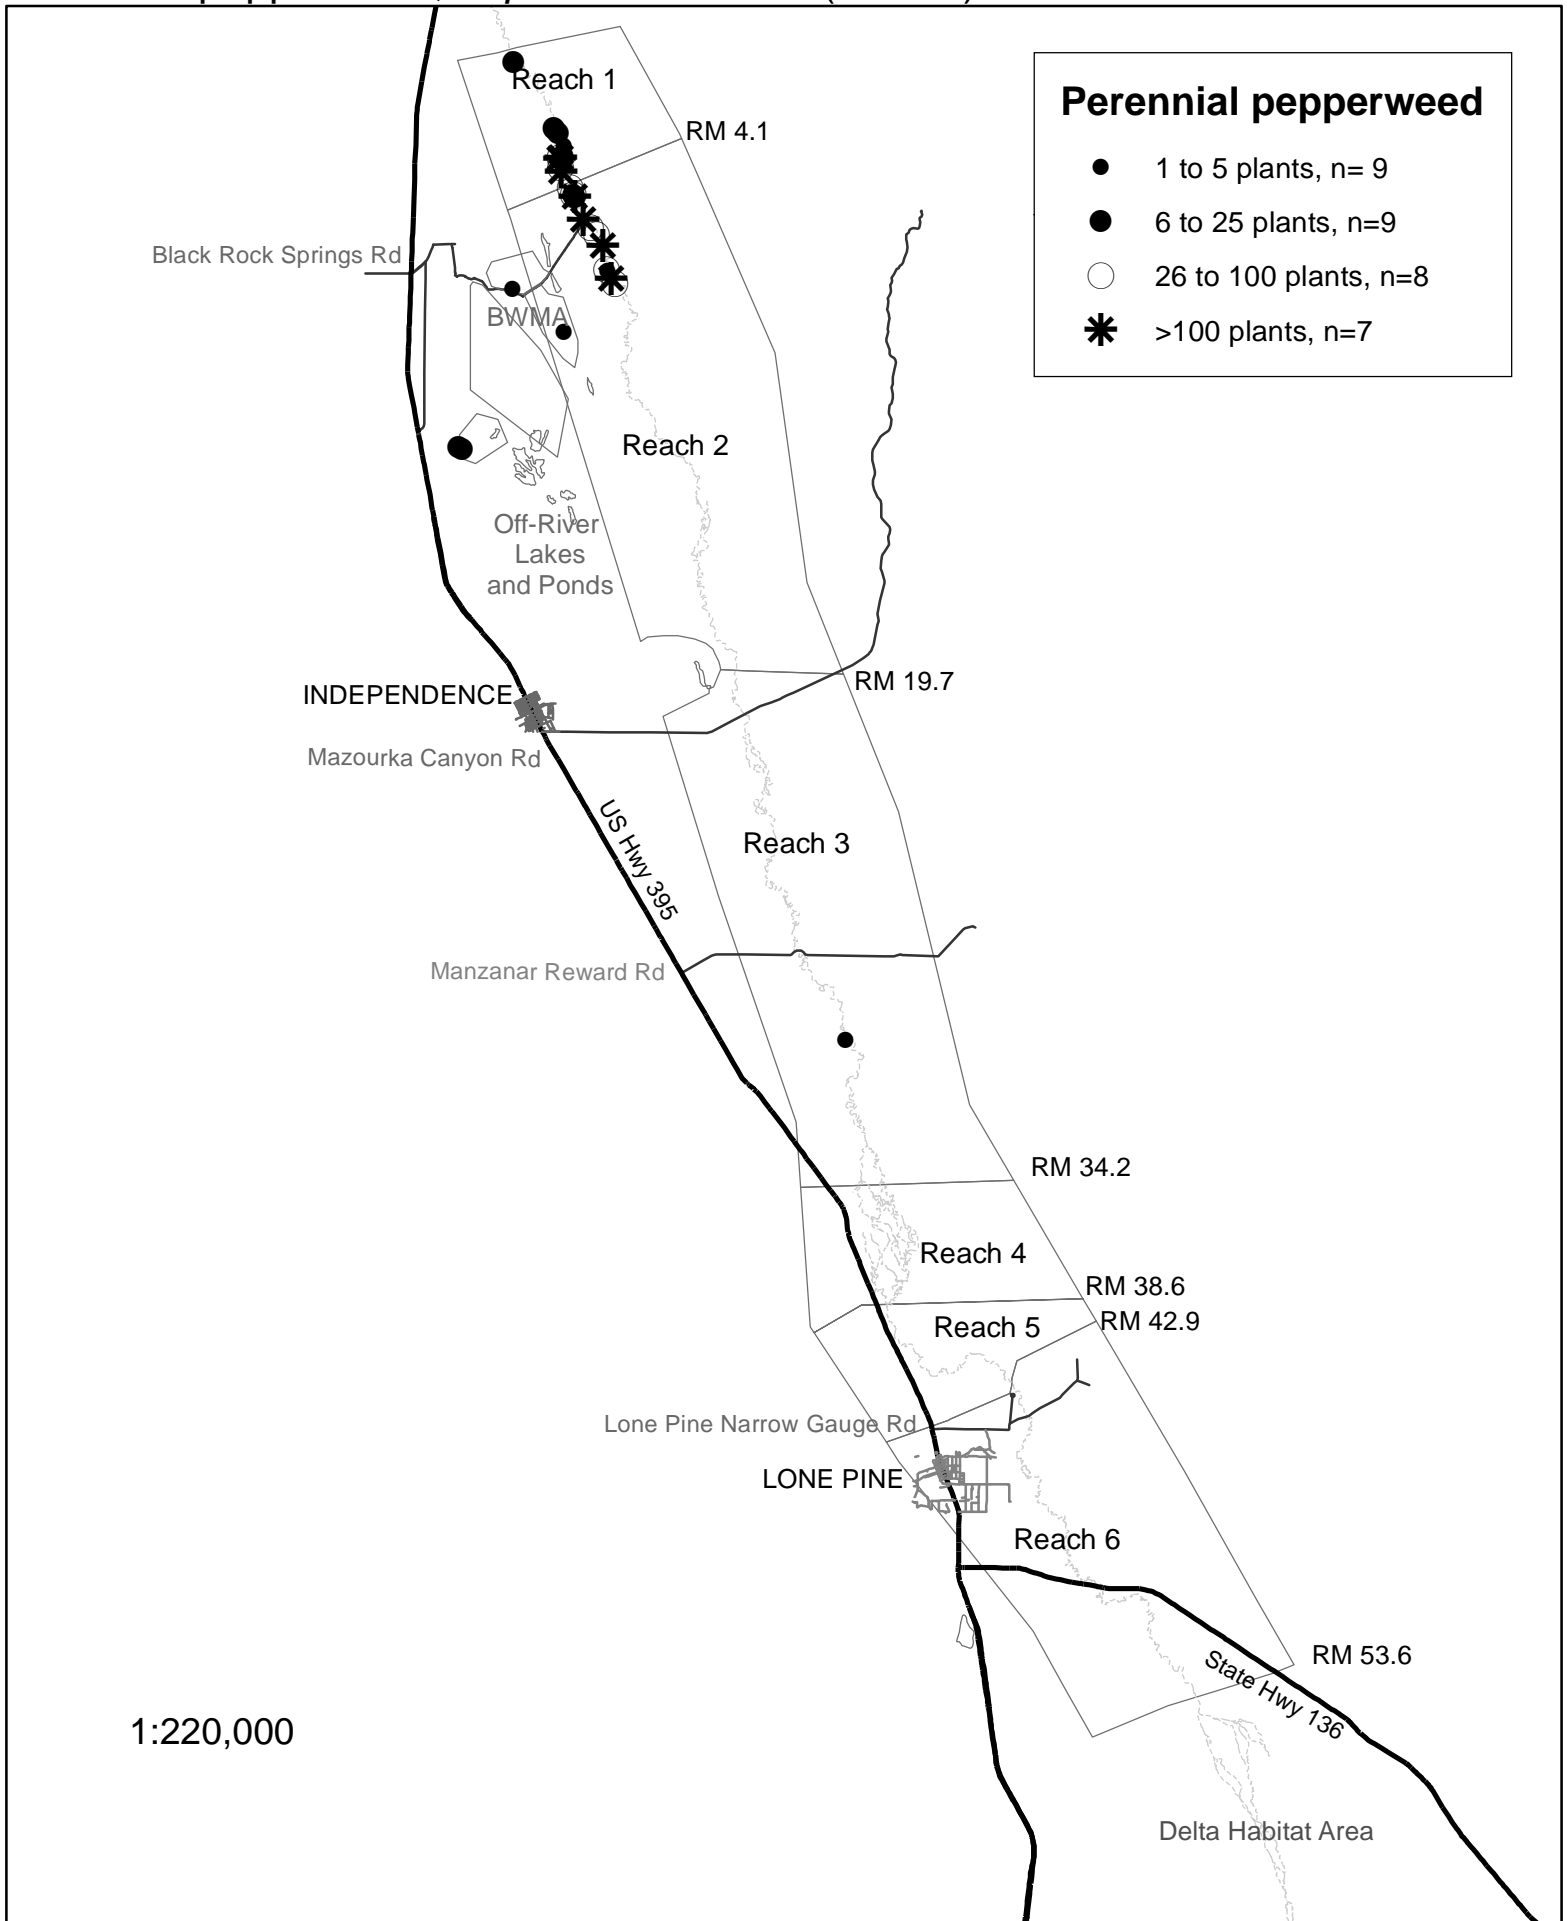 Reach 1
Perennial pepperweed
RM 4.1
1 to 5 plants, n= 9
6 to 25 plants, n=9
Black Rock Springs Rd
26 to 100 plants, n=8
BWMA
>100 plants, n=7
Reach 2
Off-River
Lakes
and Ponds
RM 19.7
INDEPENDENCE
Mazourka Canyon Rd
US Hwy 395
Reach 3
Manzanar Reward Rd
RM 34.2
Reach 4
RM 38.6
RM 42.9
Reach 5
Lone Pine Narrow Gauge Rd
LONE PINE
Reach 6
RM 53.6
State Hwy 136
1:220,000
Delta Habitat Area